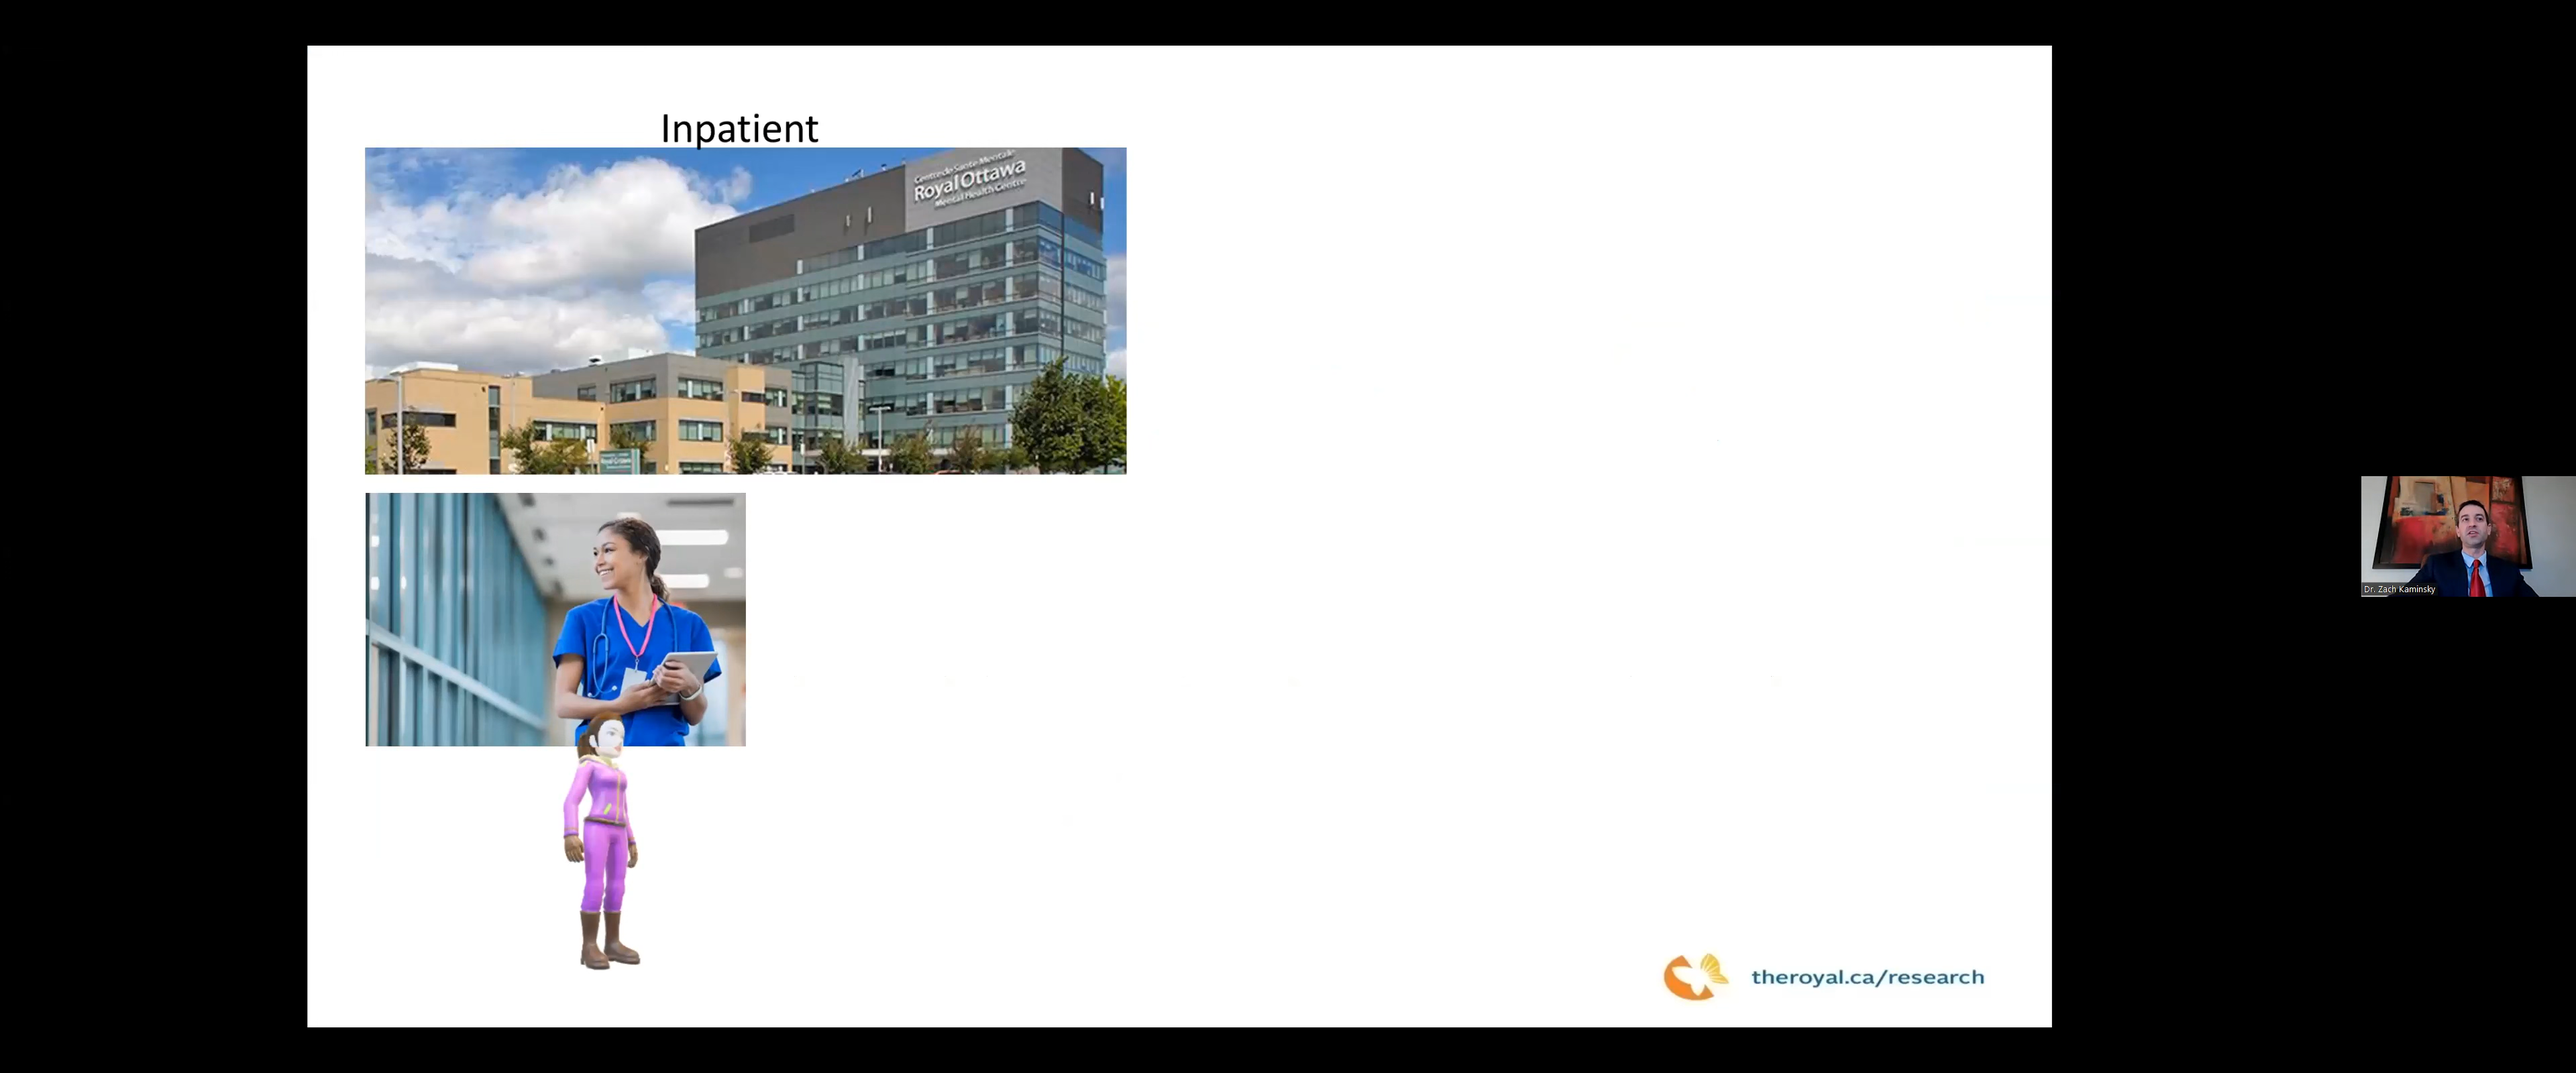 Inpatient
Centre de Santé Mentale
Royal Ottawa
Mental Health Centre
Dr. Zach Kaminsky
theroyal.ca/research